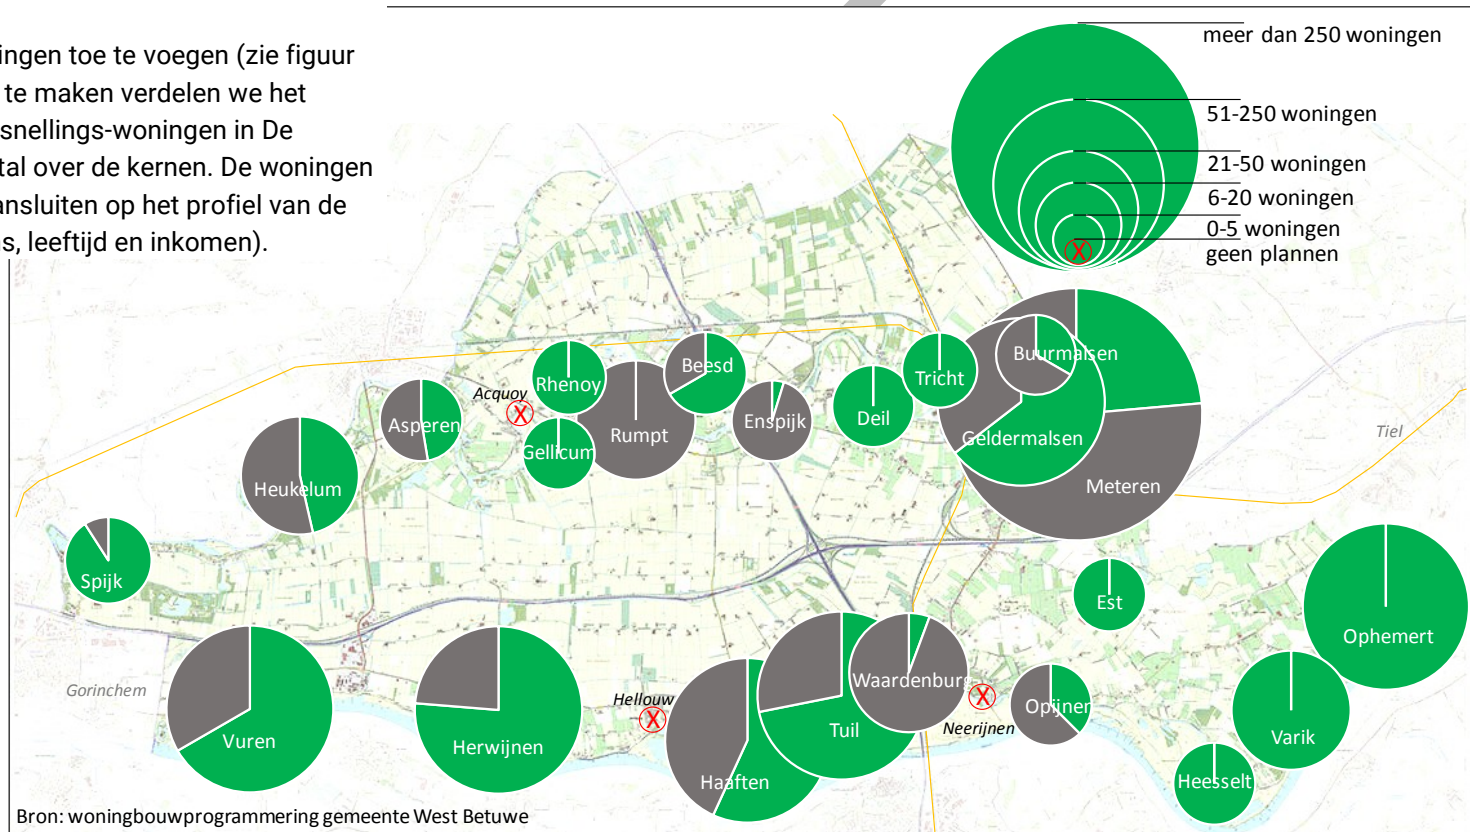 ingen toe te voegen (zie figuur
te maken verdelen we het
snellings-woningen in De
tal over de kernen. De woningen
ansluiten op het profiel van de
s, leeftijd en inkomen).
meer dan 250 woningen
51-250 woningen
21-50 woningen
6-20 woningen
0-5 woningen
geen plannen
X
Buurmalsen
Beesd
Tricht
Rhenoy
Acquoy
X
Asperen
Rumpt
Enspijk
Deil
Geldermalsen
Tiel
Gellicum
Heukelum
Meteren
Spijk
Est
Ophemert
Gorinchem
Hellouw
X
Waardenburg
X
Neerijnen
Opijnen
Vuren
Herwijnen
Tuil
Varik
Haaften
Heesselt
Bron: woningbouwprogrammering gemeente West Betuwe